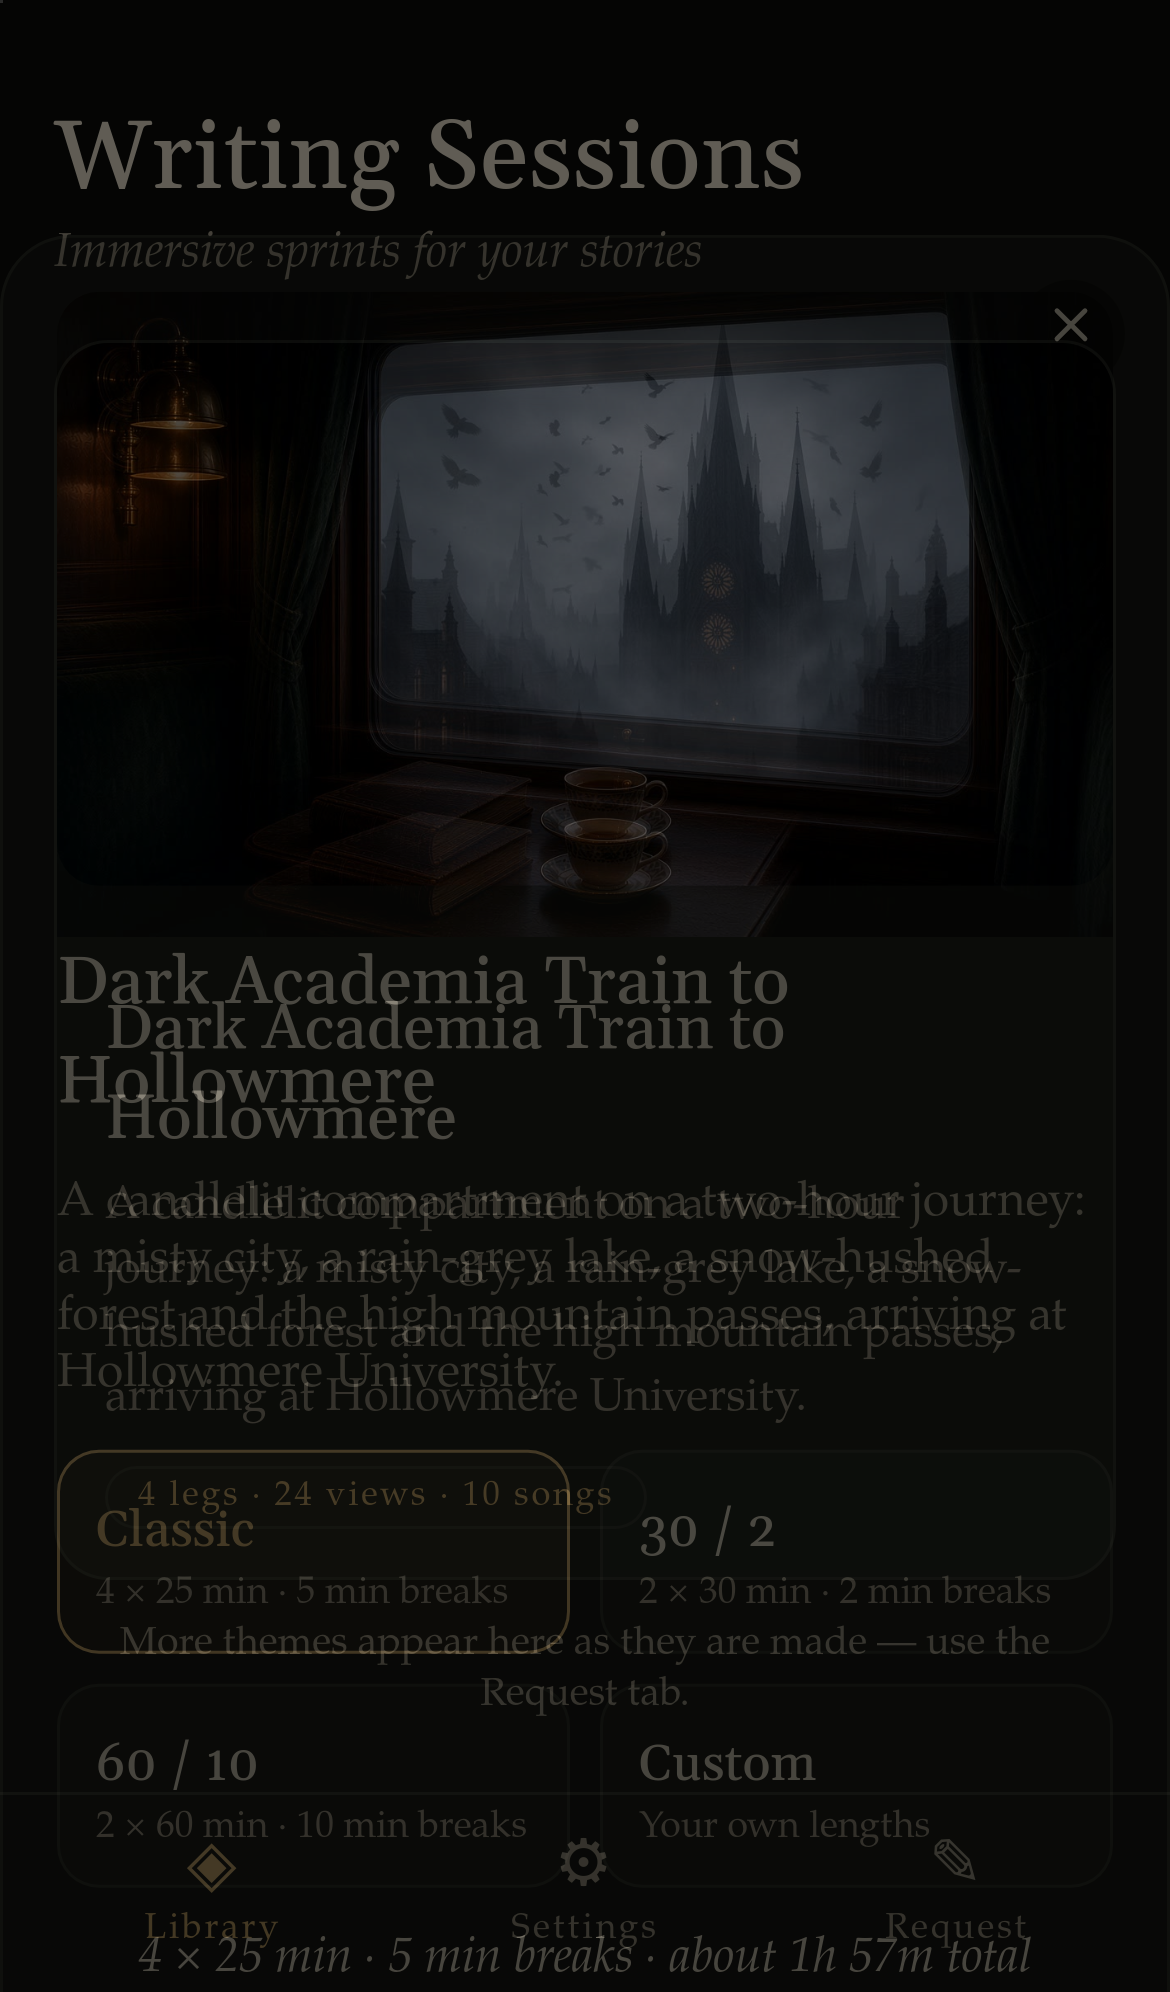 Writing Sessions
Immersive sprints for your stories
Dark Academia Train to
Hollowmere
A candlelit compartment on a two-hour journey:
a misty city, a rain-grey lake, a snow-hushed
forest and the high mountain passes, arriving at
Hollowmere University.
Dark Academia Train to
Hollowmere
A candlelit compartment on a two-hour
journey: a misty city, a rain-grey lake, a snow-
hushed forest and the high mountain passes,
arriving at Hollowmere University.
4 legs · 24 views · 10 songs
Classic
4 × 25 min · 5 min breaks
30 / 2
2 × 30 min · 2 min breaks
More themes appear here as they are made — use the
Request tab.
60 / 10
2 × 60 min · 10 min breaks
Custom
Your own lengths
Library
Settings
Request
4 × 25 min · 5 min breaks · about 1h 57m total